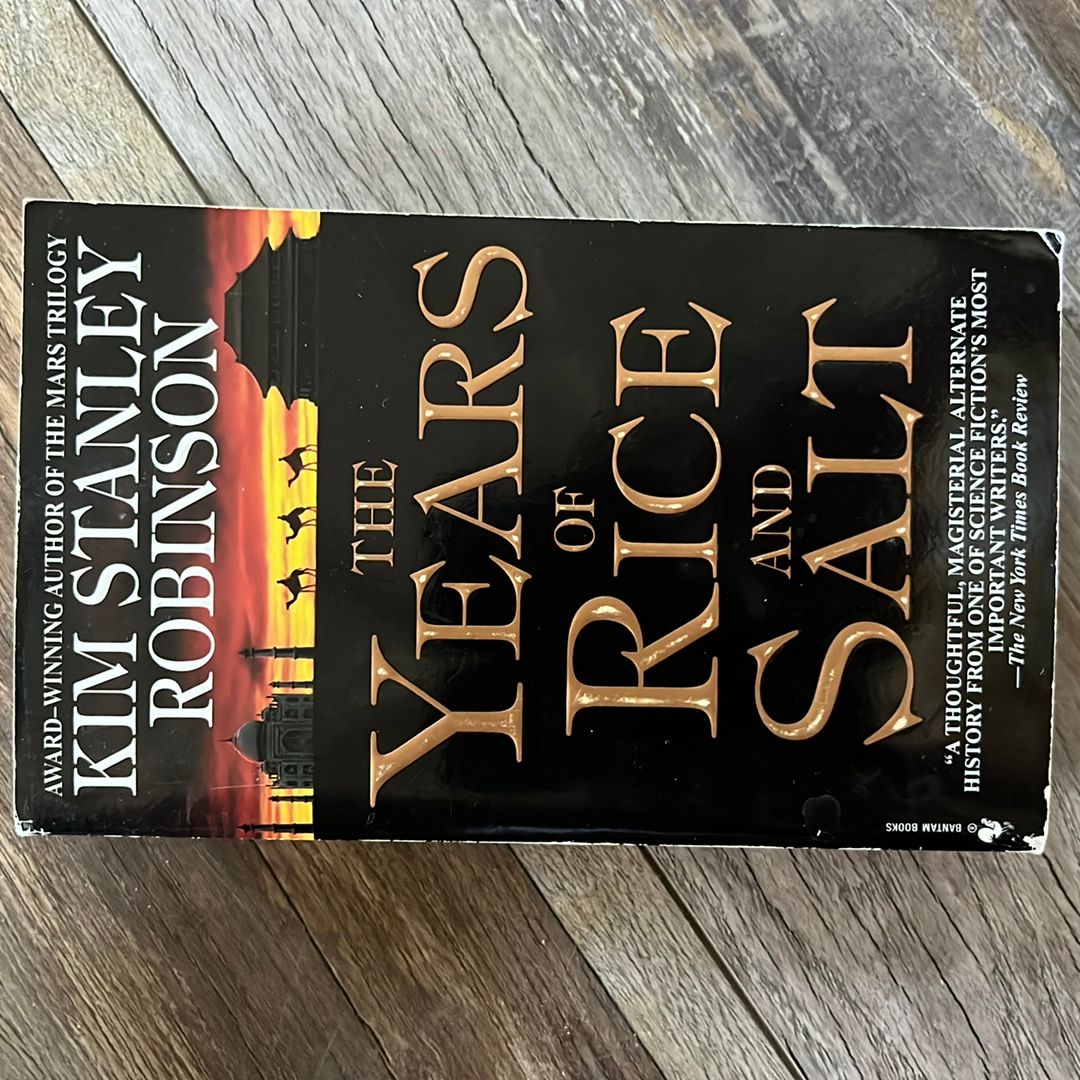 AWARD-WINNING AUTHOR OF THE MARS TRILOGY
KIM STANLEY
ROBINSON
THE
YEARS
OF
RICE
AND
SALT
“A THOUGHTFUL, MAGISTERIAL ALTERNATE
HISTORY FROM ONE OF SCIENCE FICTION’S MOST
IMPORTANT WRITERS.”
—The New York Times Book Review
BANTAM BOOKS ®